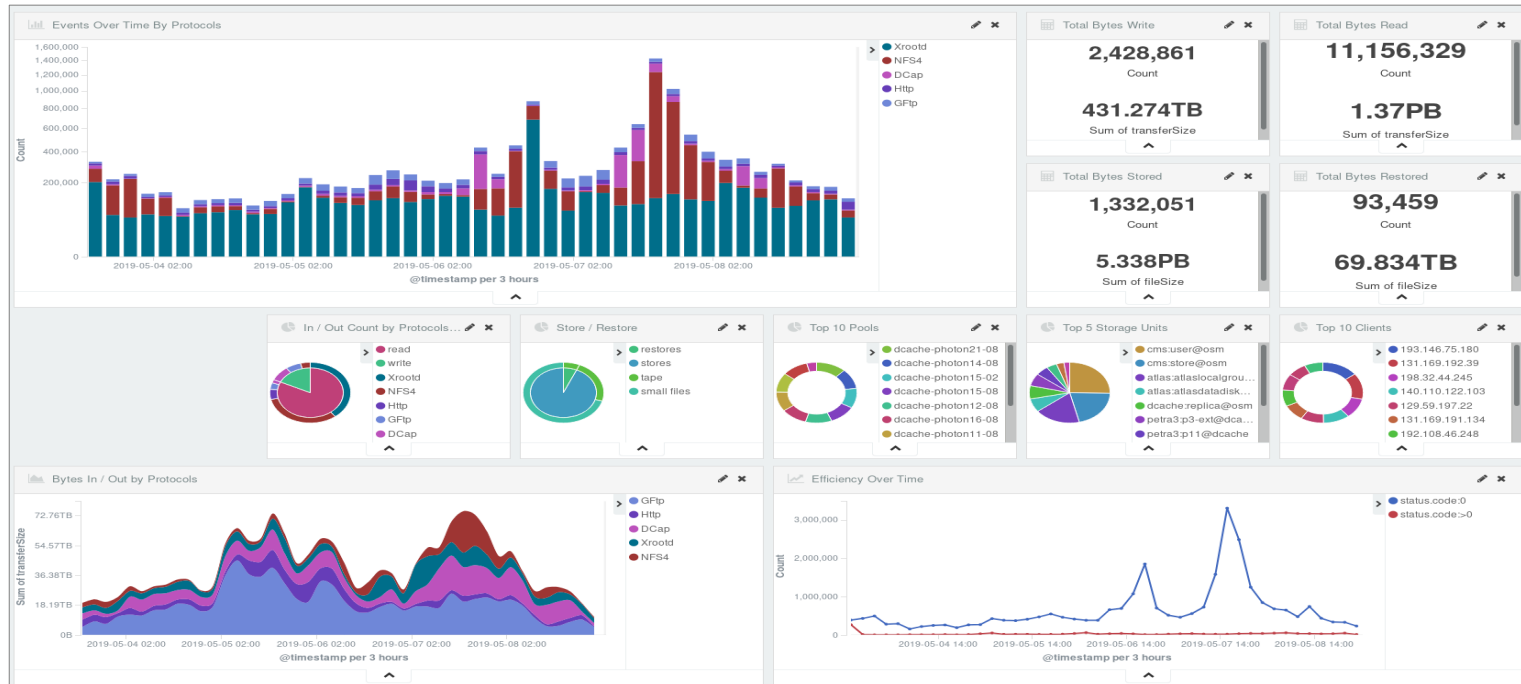 Events Over Time By Protocols
1,600,000
1,400,000
1,200,000
1,000,000
800,000
600,000
400,000
200,000
0
Count
2019-05-04 02:00
2019-05-05 02:00
2019-05-06 02:00
2019-05-07 02:00
2019-05-08 02:00
@timestamp per 3 hours
Xrootd
NFS4
DCap
Http
GFtp
Total Bytes Write
2,428,861
Count
431.274TB
Sum of transferSize
Total Bytes Read
11,156,329
Count
1.37PB
Sum of transferSize
Total Bytes Stored
1,332,051
Count
5.338PB
Sum of fileSize
Total Bytes Restored
93,459
Count
69.834TB
Sum of fileSize
In / Out Count by Protocols...
read
write
Xrootd
NFS4
Http
GFtp
DCap
Store / Restore
restores
stores
tape
small files
Top 10 Pools
dcache-photon21-08
dcache-photon14-08
dcache-photon15-02
dcache-photon15-08
dcache-photon12-08
dcache-photon16-08
dcache-photon11-08
Top 5 Storage Units
cms:user@osm
cms:store@osm
atlas:atlaslocalgrou...
atlas:atlasdatadisk...
dcache:replica@osm
petra3:p3-ext@dca...
petra3:p11@dcache
Top 10 Clients
193.146.75.180
131.169.192.39
198.32.44.245
140.110.122.103
129.59.197.22
131.169.191.134
192.108.46.248
Bytes In / Out by Protocols
72.76TB
54.57TB
36.38TB
18.19TB
0B
Sum of transferSize
2019-05-04 02:00
2019-05-05 02:00
2019-05-06 02:00
2019-05-07 02:00
2019-05-08 02:00
@timestamp per 3 hours
GFtp
Http
DCap
Xrootd
NFS4
Efficiency Over Time
3,000,000
2,000,000
1,000,000
0
Count
2019-05-04 14:00
2019-05-05 14:00
2019-05-06 14:00
2019-05-07 14:00
2019-05-08 14:00
@timestamp per 3 hours
status.code:0
status.code:>0